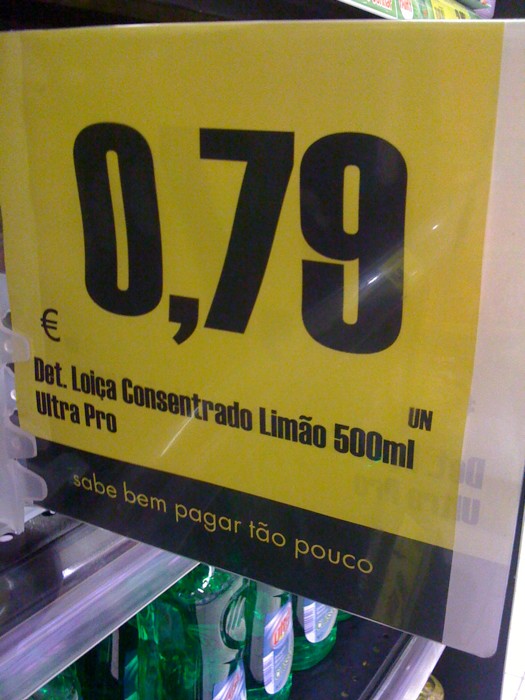 0,79
€
UN
Det. Loiça Consentrado Limão 500ml
Ultra Pro
sabe bem pagar tão pouco